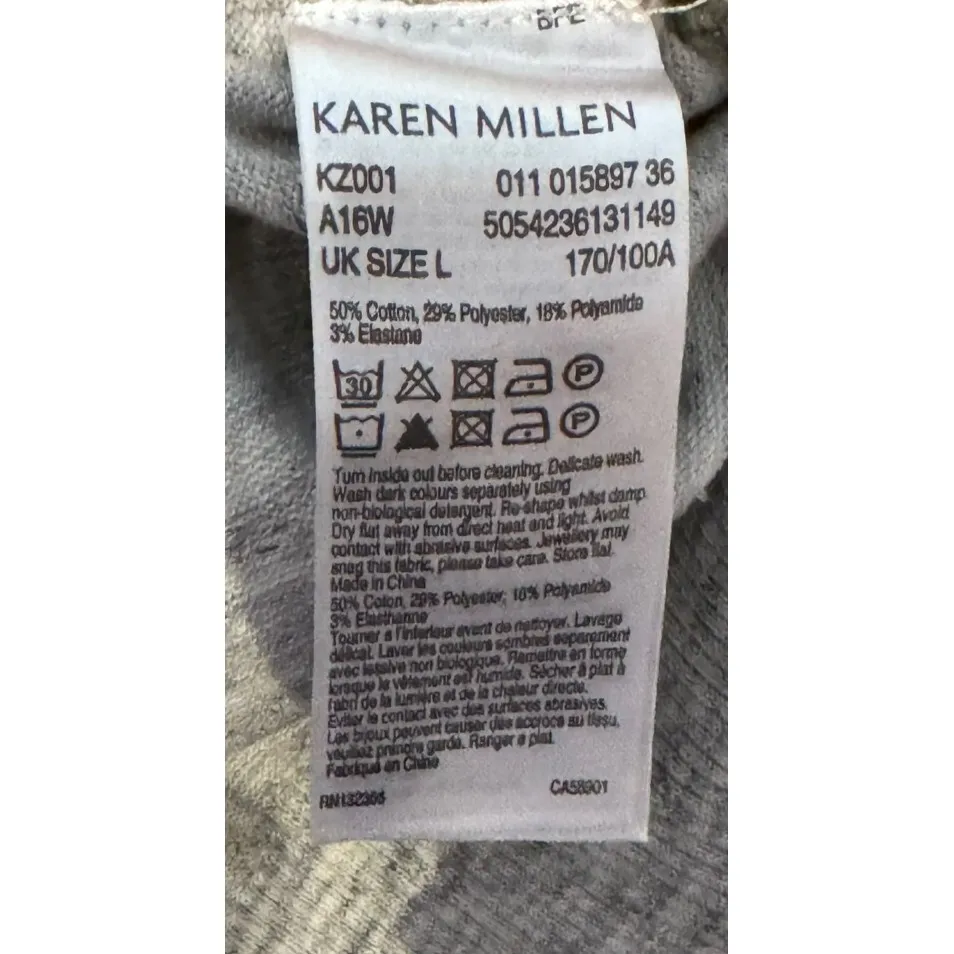 KAREN MILLEN
KZ001 011 015897 36
A16W 5054236131149
UK SIZE L 170/100A
50% Cotton, 29% Polyester, 18% Polyamide
3% Elastane
30 P
P
Turn inside out before cleaning. Delicate wash.
Wash dark colours separately using
non-biological detergent. Re-shape whilst damp.
Dry flat away from direct heat and light. Avoid
contact with abrasive surfaces. Jewellery may
snag this fabric, please take care. Store flat.
Made in China
50% Coton, 29% Polyester, 18% Polyamide
3% Elasthanne
Tourner a l'interieur avant de nettoyer. Lavage
délicat. Laver les couleurs sombres separement
avec lessive non biologique. Remettre en forme
lorsque le vêtement est humide. Sécher à plat à
l'abri de la lumière et de la chaleur directe.
Eviter le contact avec des surfaces abrasives.
Les bijoux peuvent causer des accrocs au tissu,
veuillez prendre garde. Ranger a plat.
Fabriqué en Chine
CA58901